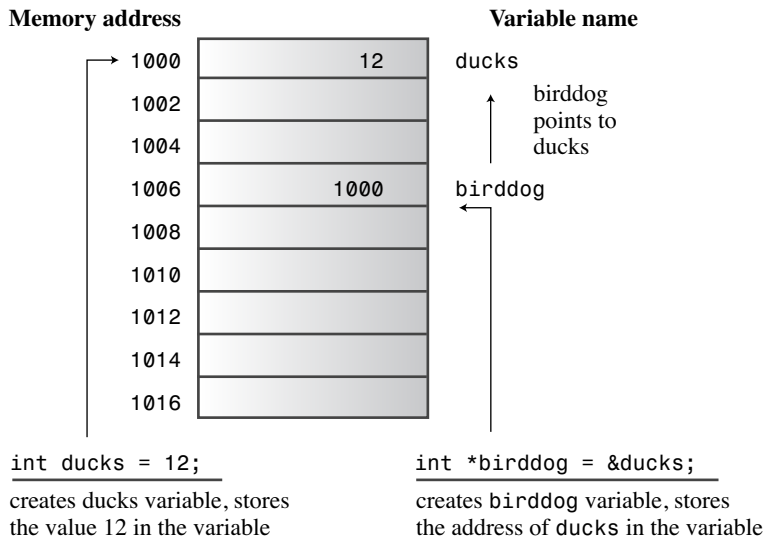 Memory address
Variable name
1000
12
ducks
1002
birddog
points to
ducks
1004
1006
1000
birddog
1008
1010
1012
1014
1016
int ducks = 12;
creates ducks variable, stores
the value 12 in the variable
int *birddog = &ducks;
creates birddog variable, stores
the address of ducks in the variable